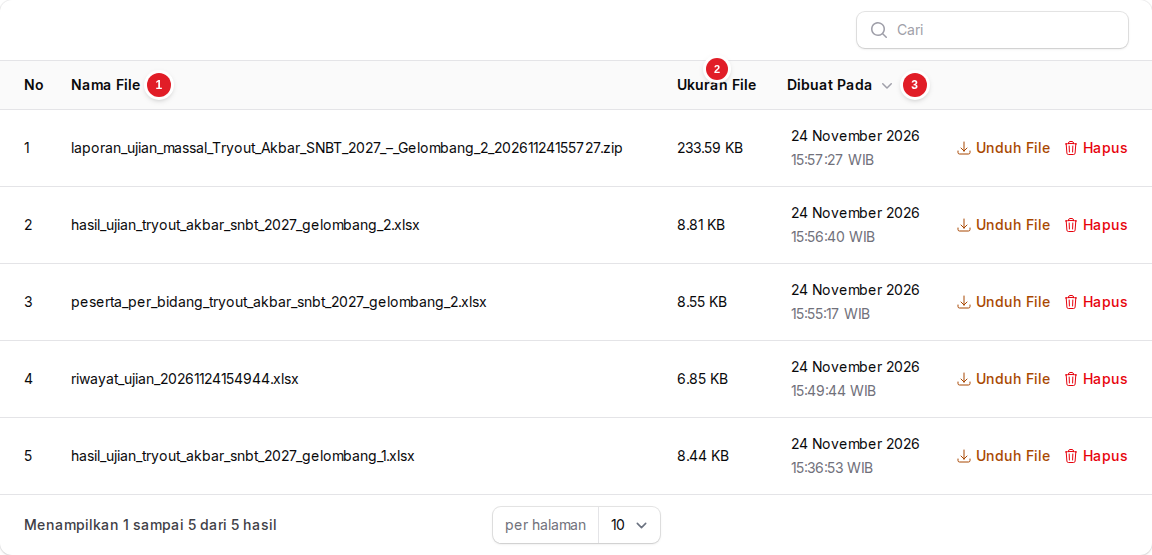 Cari
2
No Nama File 1 Ukuran File Dibuat Pada 3
1 laporan_ujian_massal_Tryout_Akbar_SNBT_2027_–_Gelombang_2_20261124155727.zip 233.59 KB 24 November 2026 Unduh File Hapus
15:57:27 WIB
2 hasil_ujian_tryout_akbar_snbt_2027_gelombang_2.xlsx 8.81 KB 24 November 2026 Unduh File Hapus
15:56:40 WIB
3 peserta_per_bidang_tryout_akbar_snbt_2027_gelombang_2.xlsx 8.55 KB 24 November 2026 Unduh File Hapus
15:55:17 WIB
4 riwayat_ujian_20261124154944.xlsx 6.85 KB 24 November 2026 Unduh File Hapus
15:49:44 WIB
5 hasil_ujian_tryout_akbar_snbt_2027_gelombang_1.xlsx 8.44 KB 24 November 2026 Unduh File Hapus
15:36:53 WIB
Menampilkan 1 sampai 5 dari 5 hasil per halaman 10